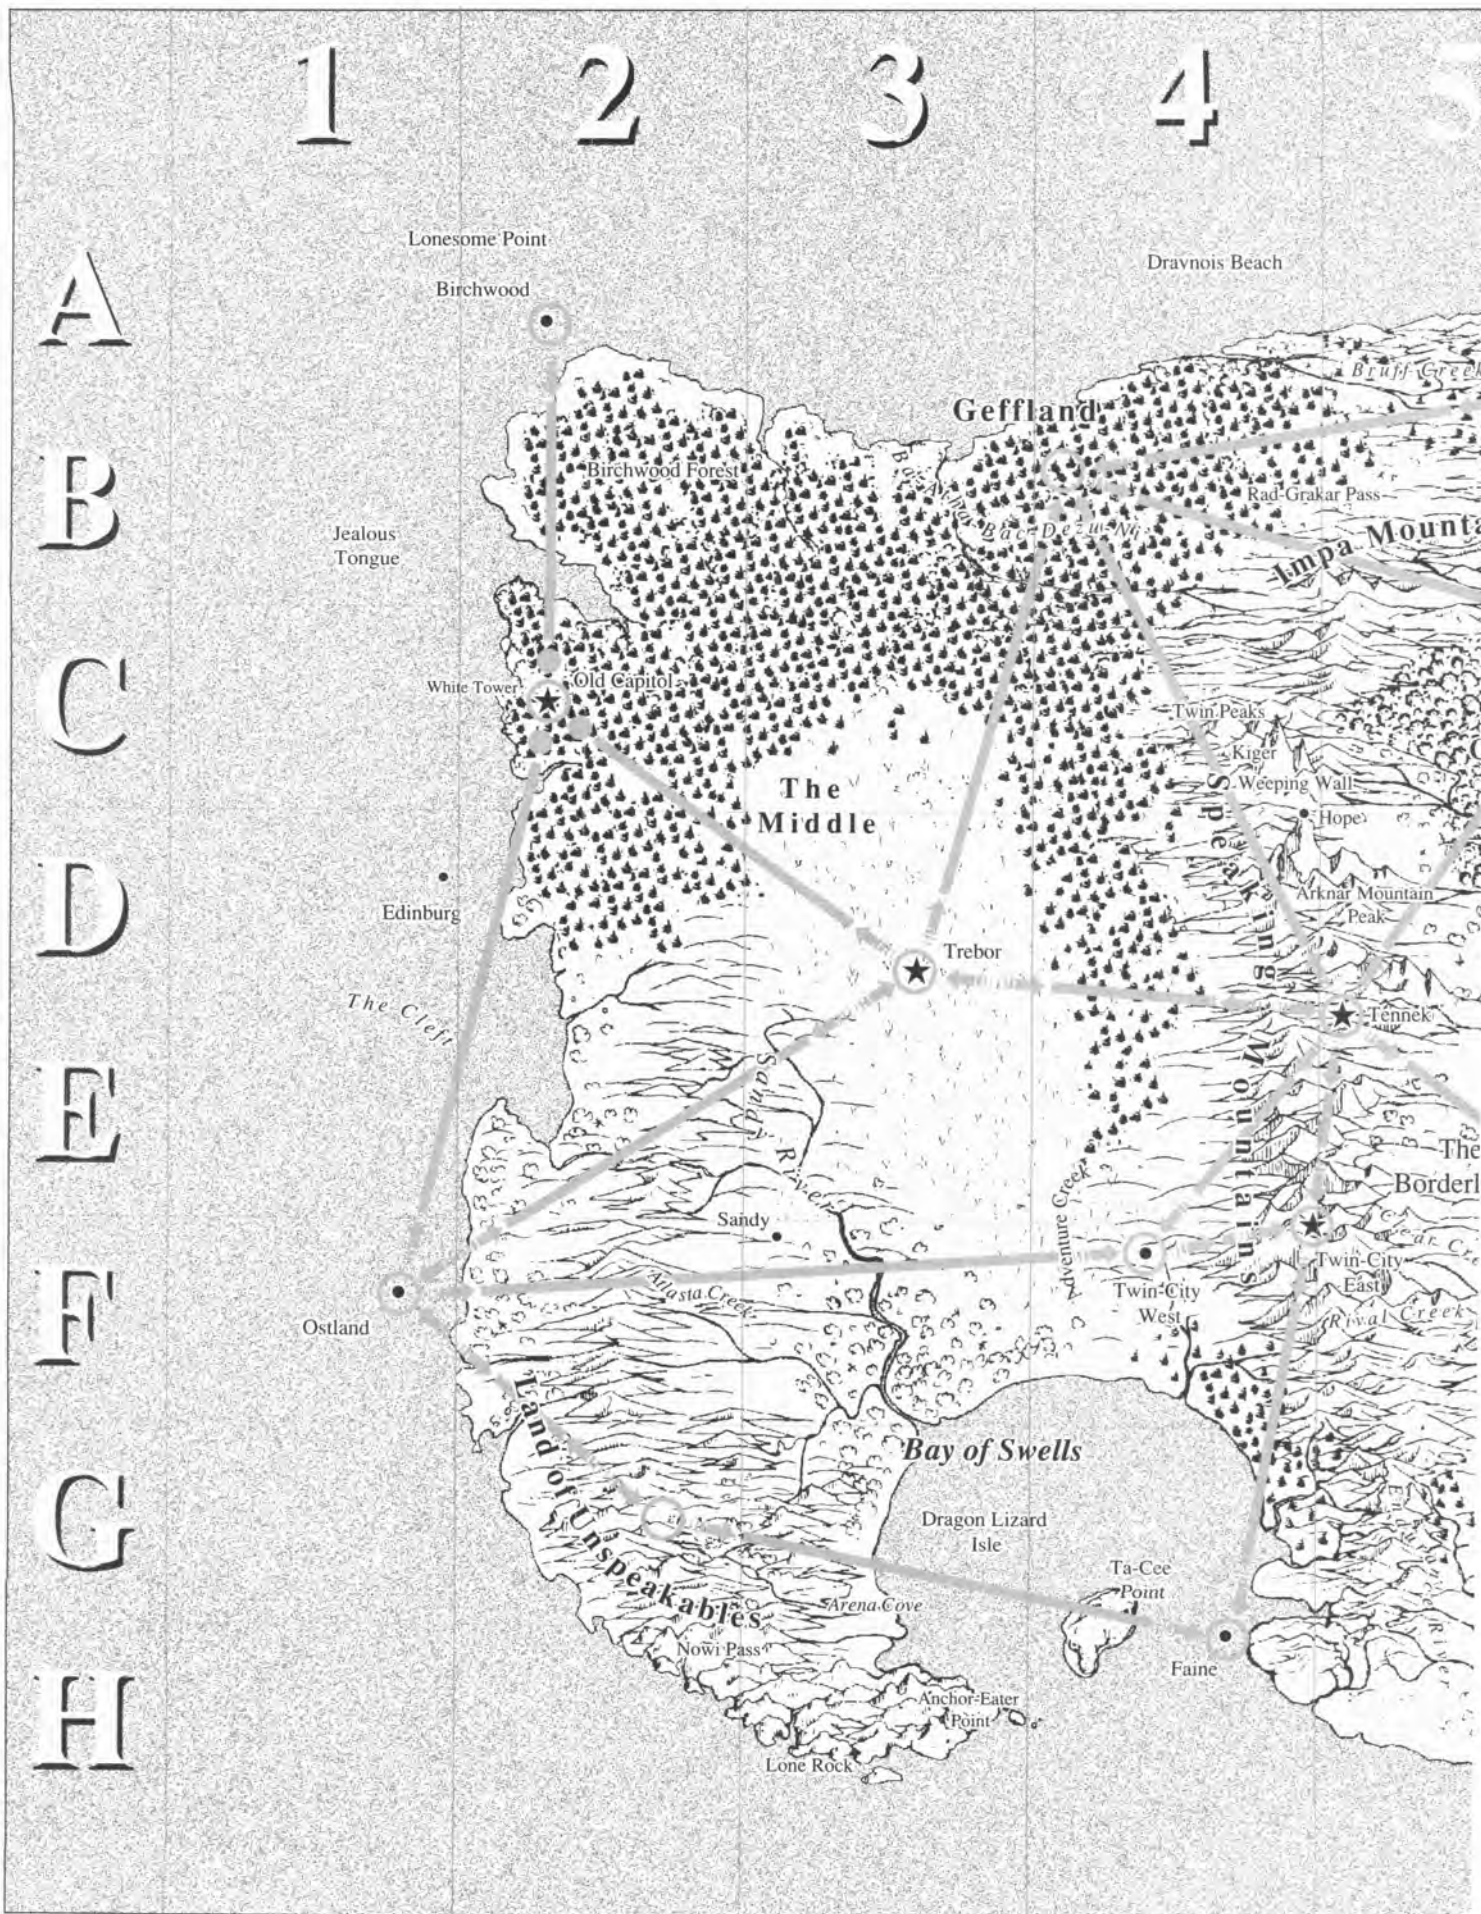 1 2 3 4 5
Lonesome Point
Dravnois Beach
A
Birchwood
Bruff Creek
Geffland
B
Birchwood Forest
Rad-Grakar Pass
Jealous
Tongue
Impa Mount
C
White Tower
Old Capitol
Twin Peaks
Kiger
Weeping Wall
The
Middle
Hope
D
Arknar Mountain
Peak
Edinburg
Trebor
The Cleft
Tennek
Speaking Mountains
Sandy River
E
The
Borderl
Adventure Creek
Sandy
Twin-City
East
Twin-City
West
F
Atlasta Creek
Rival Creek
Ostland
Land of Unspeakables
Bay of Swells
G
Dragon Lizard
Isle
Ta-Cee
Point
Arena Cove
Nowi Pass
Faine
H
Anchor-Eater
Point
Lone Rock